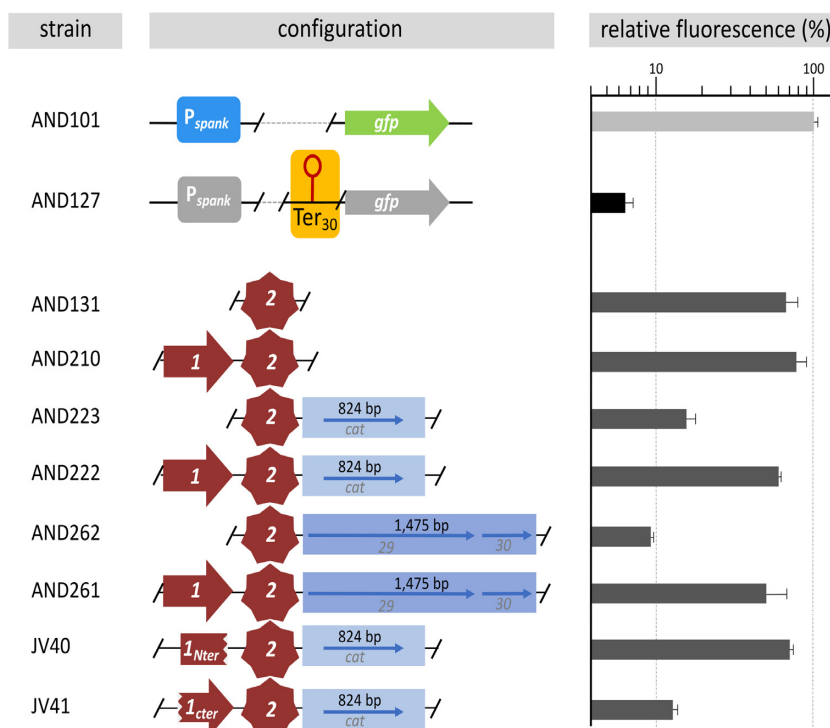 strain configuration relative fluorescence (%)
10 100
AND101 Pspank gfp
AND127 Pspank Ter30 gfp
AND131 2
AND210 1 2
AND223 2 824 bp
cat
AND222 1 2 824 bp
cat
AND262 2 1,475 bp
29 30
AND261 1 2 1,475 bp
29 30
JV40 1Nter 2 824 bp
cat
JV41 1cter 2 824 bp
cat